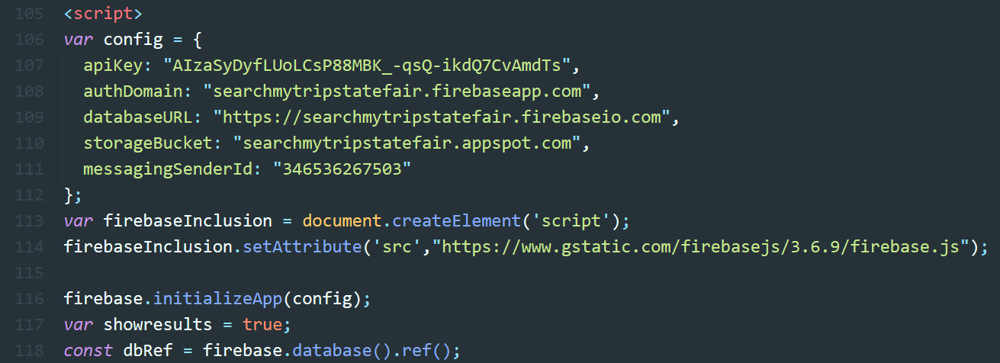 105 <script>
106 var config = {
107 apiKey: "AIzaSyDyfLUoLCsP88MBK_-qsQ-ikdQ7CvAmdTs",
108 authDomain: "searchmytripstatefair.firebaseapp.com",
109 databaseURL: "https://searchmytripstatefair.firebaseio.com",
110 storageBucket: "searchmytripstatefair.appspot.com",
111 messagingSenderId: "346536267503"
112 };
113 var firebaseInclusion = document.createElement('script');
114 firebaseInclusion.setAttribute('src',"https://www.gstatic.com/firebasejs/3.6.9/firebase.js");
115
116 firebase.initializeApp(config);
117 var showresults = true;
118 const dbRef = firebase.database().ref();